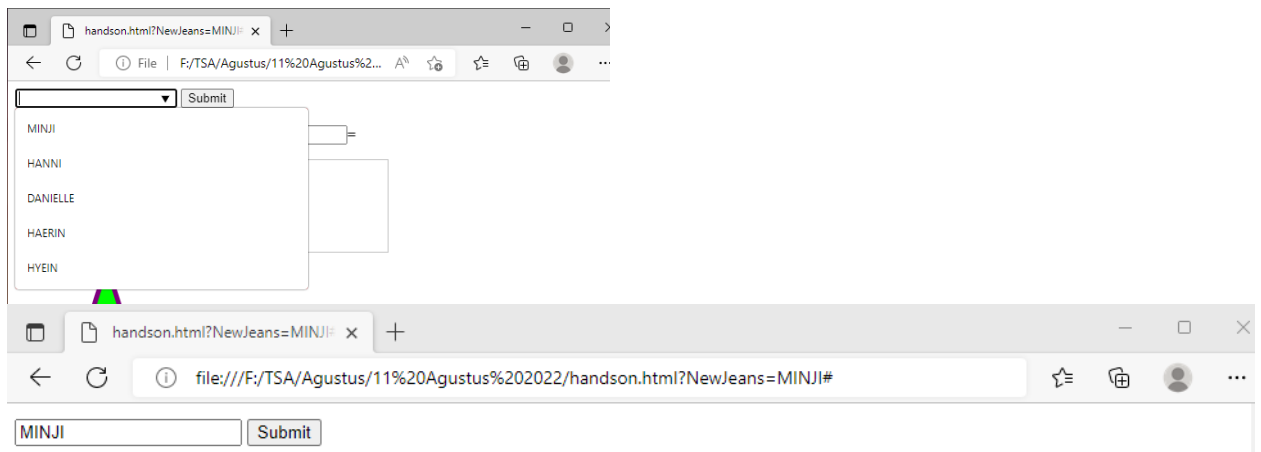 handson.html?NewJeans=MINJI#
File | F:/TSA/Agustus/11%20Agustus%2...
Submit
=
MINJI
HANNI
DANIELLE
HAERIN
HYEIN
handson.html?NewJeans=MINJI#
file:///F:/TSA/Agustus/11%20Agustus%202022/handson.html?NewJeans=MINJI#
MINJI Submit